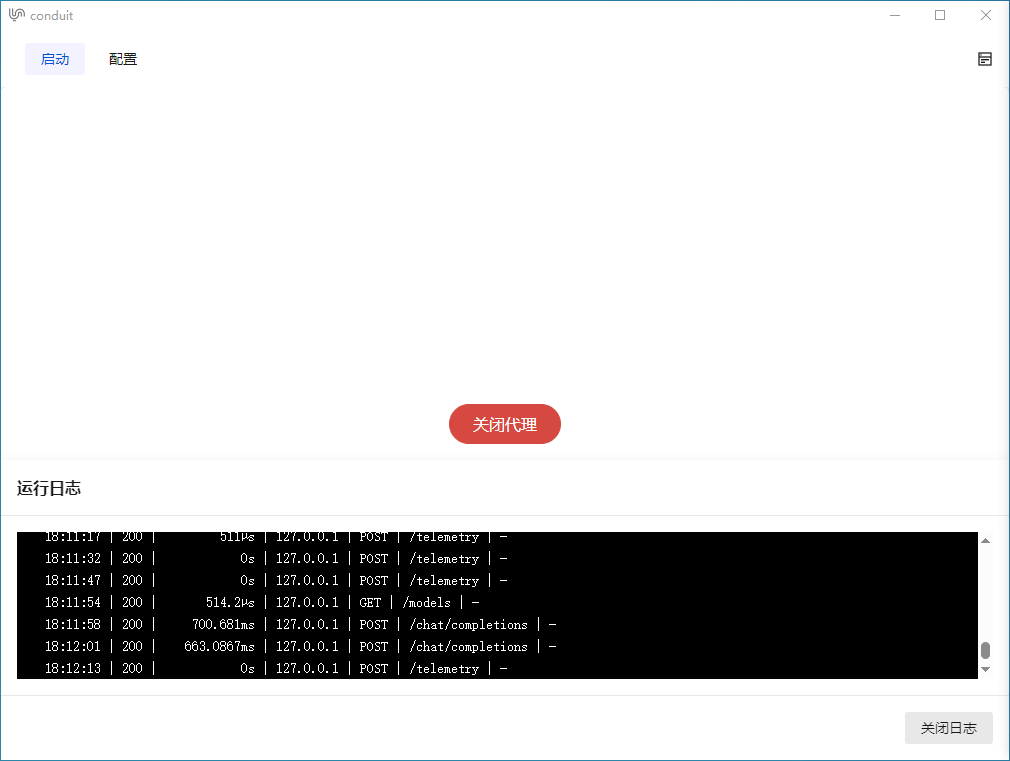 conduit
启动 配置
关闭代理
运行日志
18:11:17 | 200 | 511µs | 127.0.0.1 | POST | /telemetry | -
18:11:32 | 200 | 0s | 127.0.0.1 | POST | /telemetry | -
18:11:47 | 200 | 0s | 127.0.0.1 | POST | /telemetry | -
18:11:54 | 200 | 514.2µs | 127.0.0.1 | GET | /models | -
18:11:58 | 200 | 700.681ms | 127.0.0.1 | POST | /chat/completions | -
18:12:01 | 200 | 663.0867ms | 127.0.0.1 | POST | /chat/completions | -
18:12:13 | 200 | 0s | 127.0.0.1 | POST | /telemetry | -
关闭日志